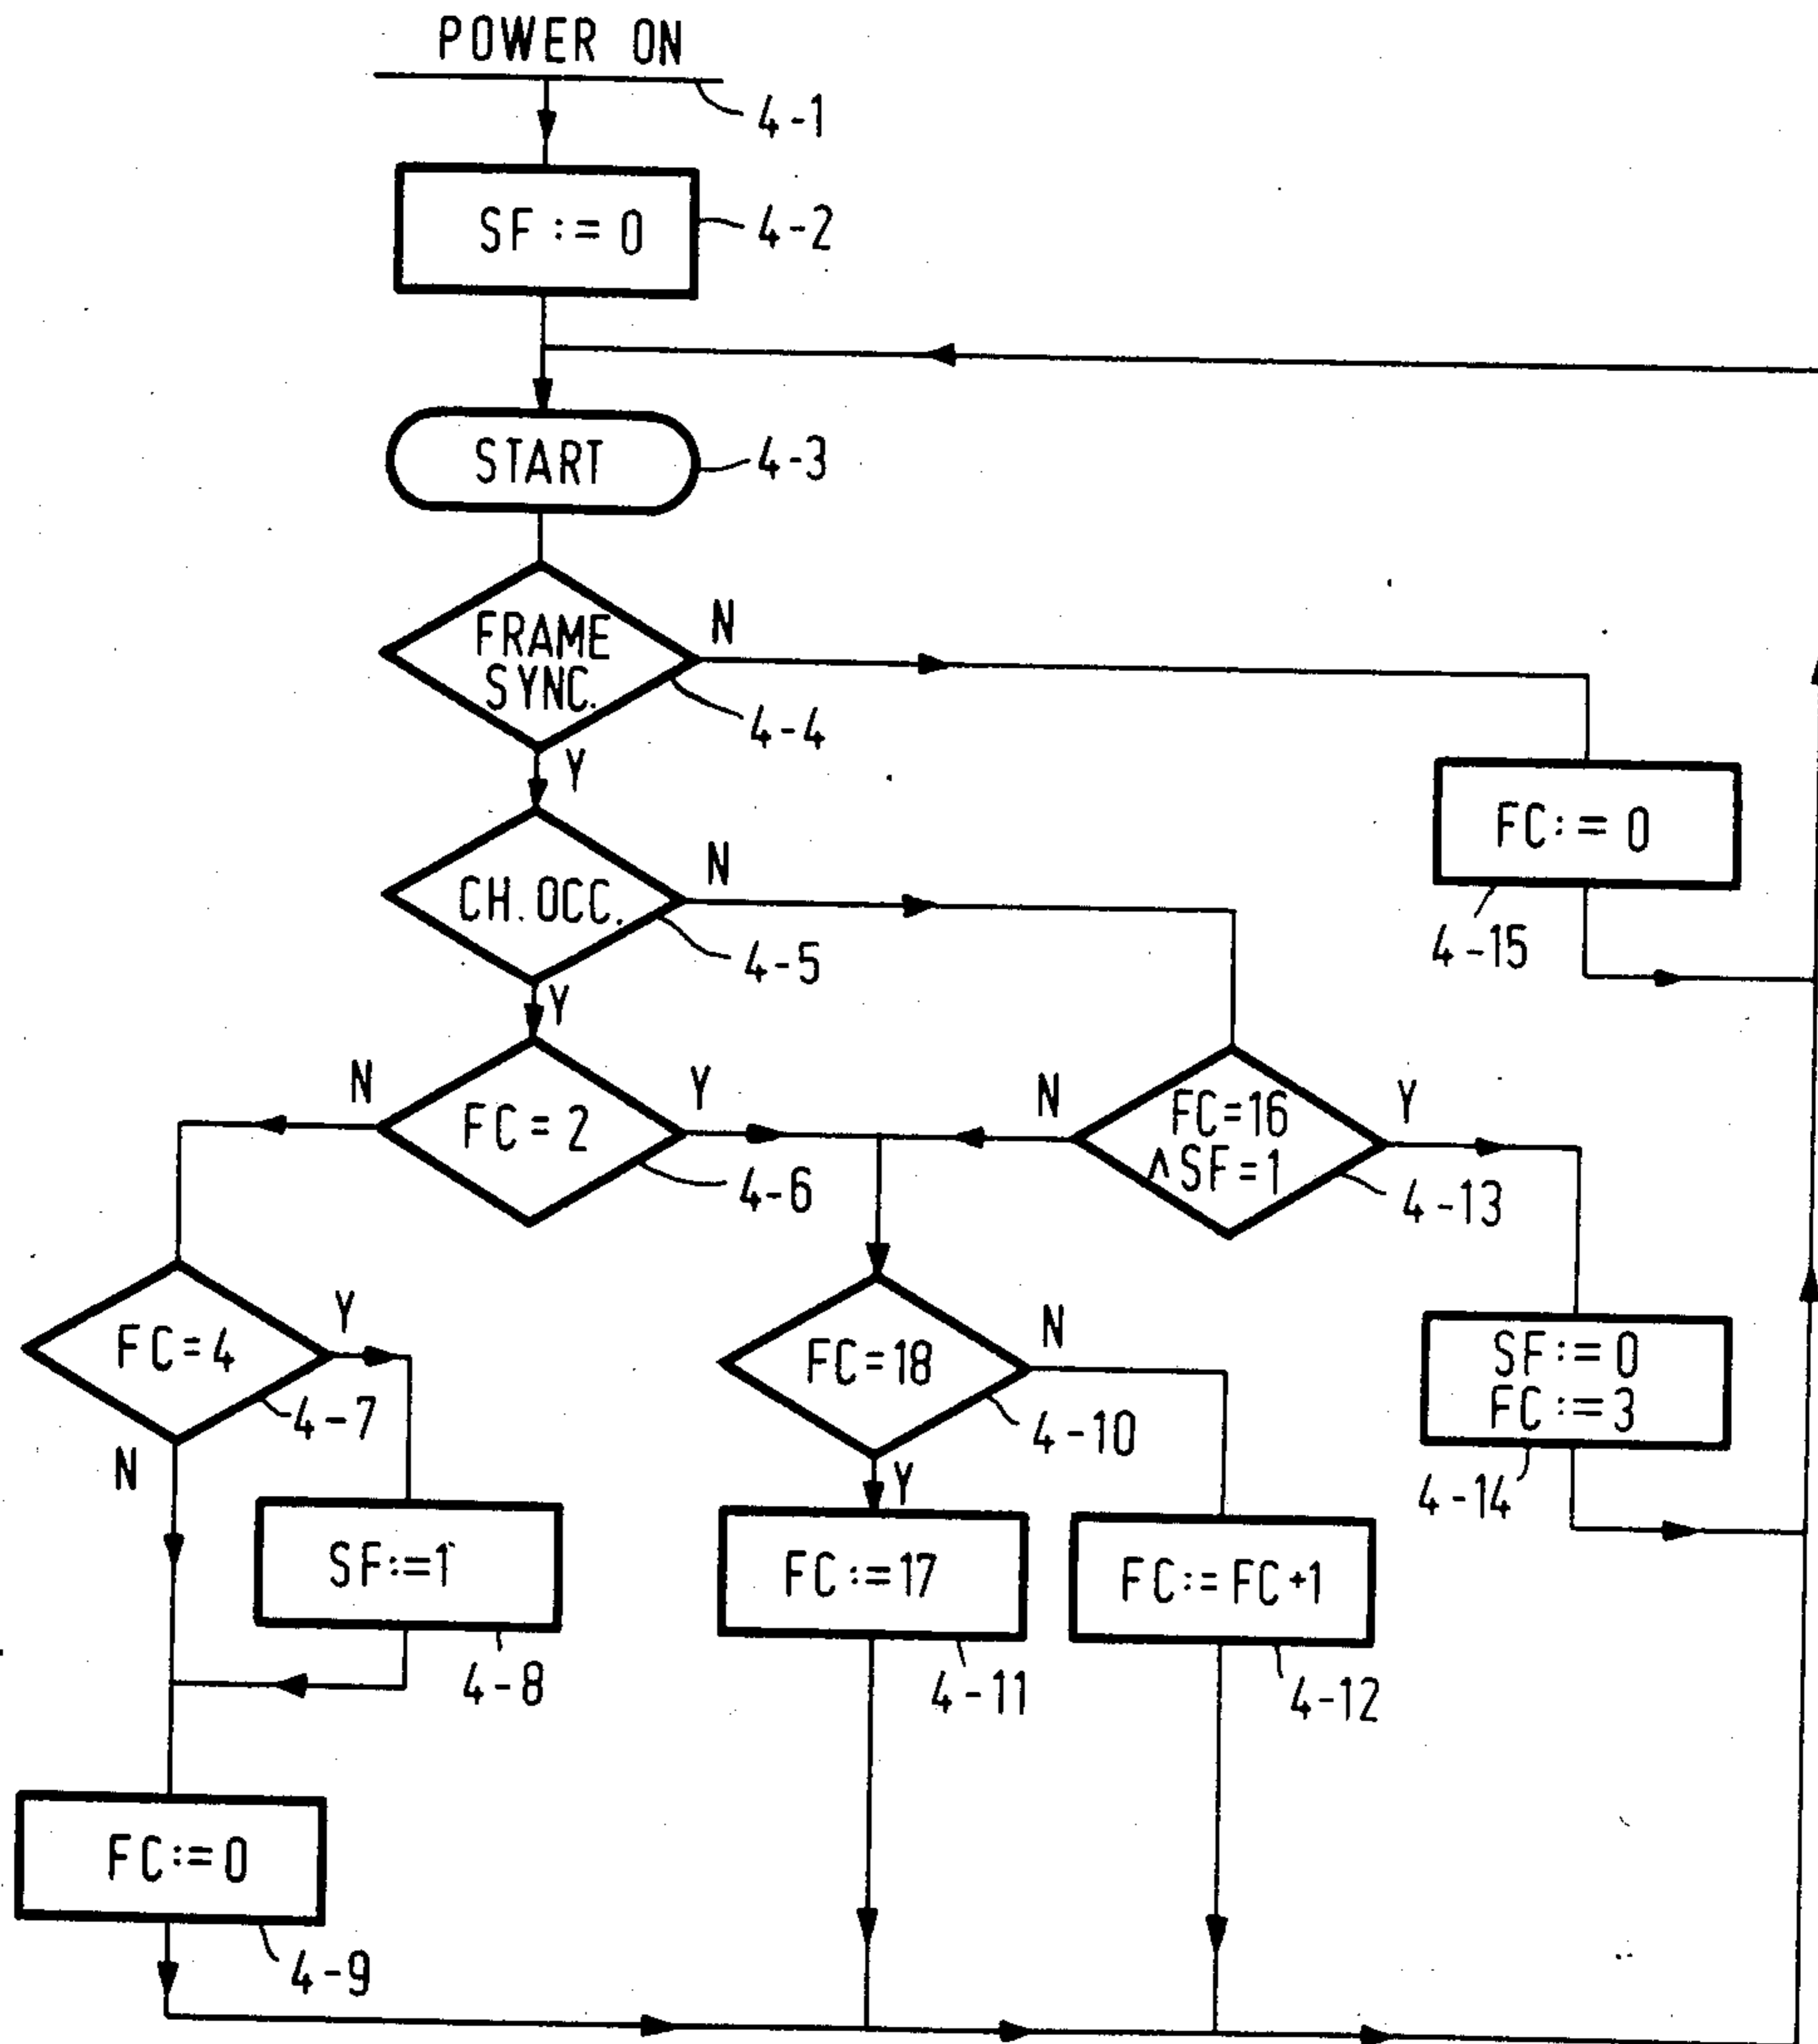 POWER ON
4-1
SF := 0
4-2
START
4-3
FRAME
SYNC.
N
4-4
Y
FC := 0
4-15
CH. OCC.
N
4-5
Y
N
FC = 2
Y
4-6
N
FC=16
∧ SF=1
Y
4-13
FC=4
Y
4-7
N
FC=18
N
4-10
Y
SF:=0
FC:=3
4-14
SF:=1
4-8
FC:=17
4-11
FC:=FC+1
4-12
FC:=0
4-9